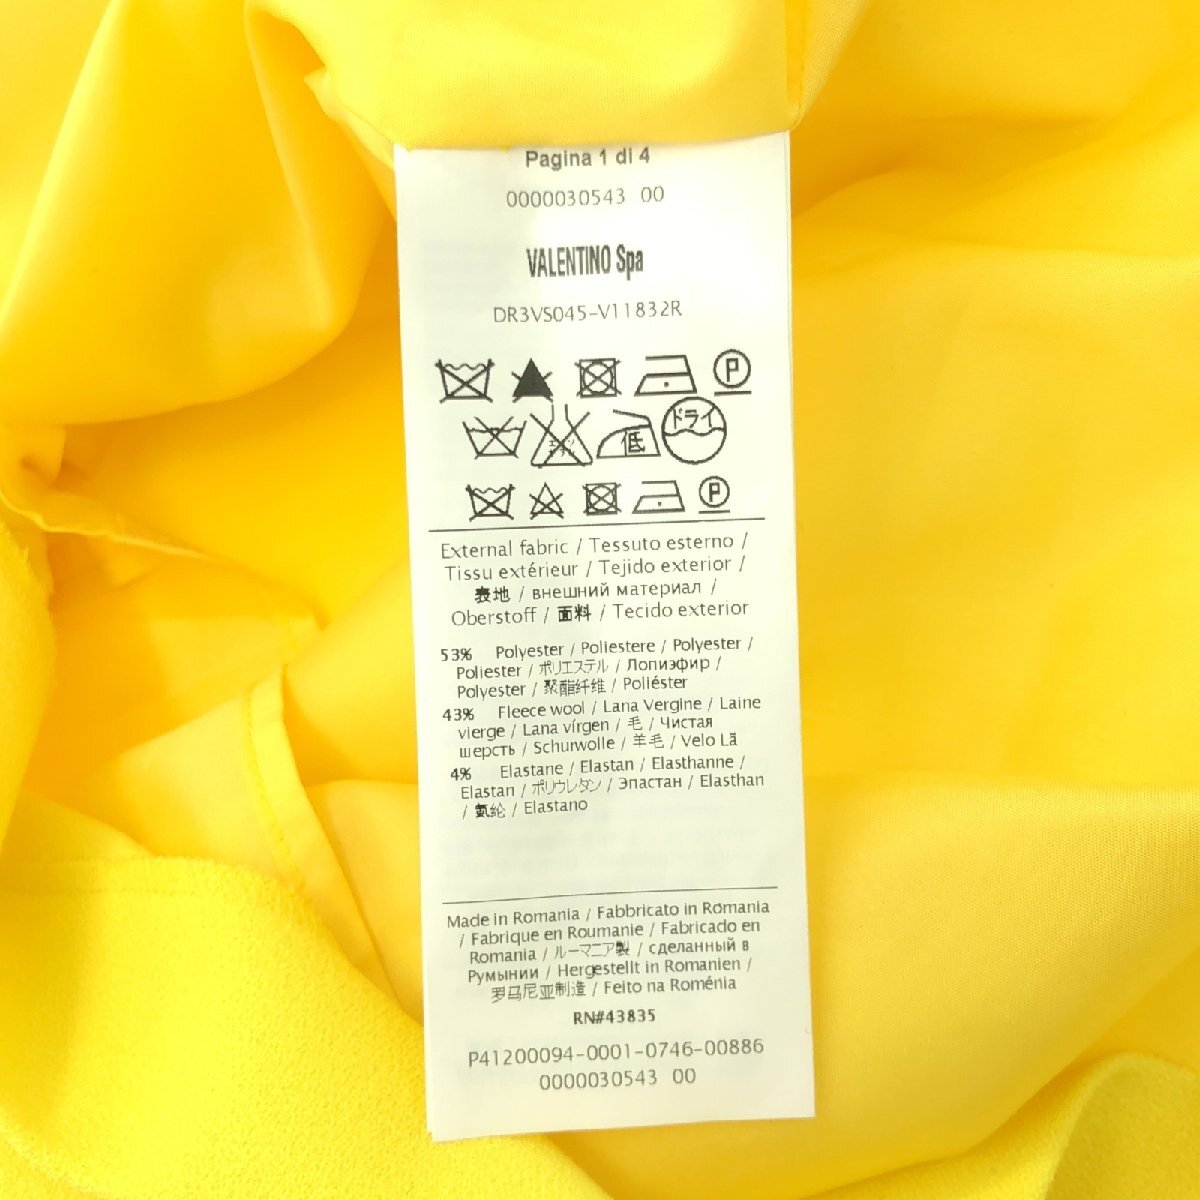 Pagina 1 di 4
0000030543 00
VALENTINO Spa
DR3VS045-V11832R
P
ドライ
低
P
External fabric / Tessuto esterno /
Tissu extérieur / Tejido exterior /
表地 / внешний материал /
Oberstoff / 面料 / Tecido exterior
53% Polyester / Poliestere / Polyester /
Poliester / ポリエステル / Лопиэфир /
Polyester / 聚酯纤维 / Poliéster
43% Fleece wool / Lana Vergine / Laine
vierge / Lana vírgen / 毛 / Чистая
шерсть / Schurwolle / 羊毛 / Velo Lã
4% Elastane / Elastan / Elasthanne /
Elastan / ポリウレタン / Эпастан / Elasthan
/ 氨纶 / Elastano
Made in Romania / Fabbricato in Romania
/ Fabrique en Roumanie / Fabricado en
Romania / ルーマニア製 / сделанный в
Румынии / Hergestellt in Romanien /
罗马尼亚制造 / Feito na Roménia
RN#43835
P41200094-0001-0746-00886
0000030543 00